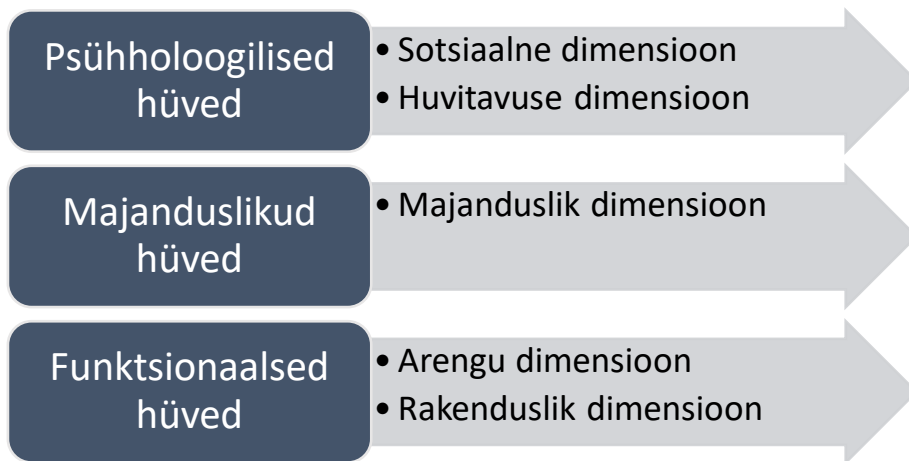 Psühholoogilised
hüved
• Sotsiaalne dimensioon
• Huvitavuse dimensioon
Majanduslikud
hüved
• Majanduslik dimensioon
Funktsionaalsed
hüved
• Arengu dimensioon
• Rakenduslik dimensioon